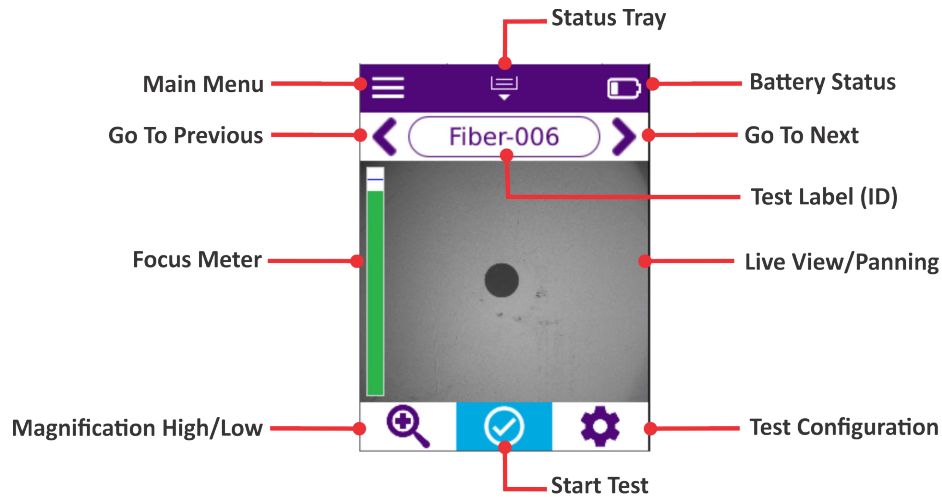 Status Tray
Main Menu
Battery Status
Go To Previous
Fiber-006
Go To Next
Test Label (ID)
Focus Meter
Live View/Panning
Magnification High/Low
Test Configuration
Start Test